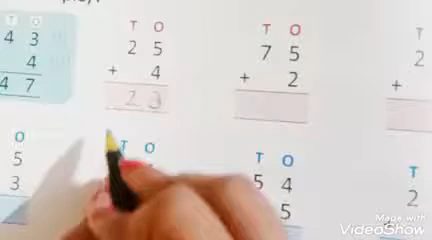 T O
4 3
4
4 7
T O
2 5
+ 4
2 3
T O
7 5
+ 2
T
2
+
O
5
3
T O
T O
5 4
5
T
2
Made with
VideoShow